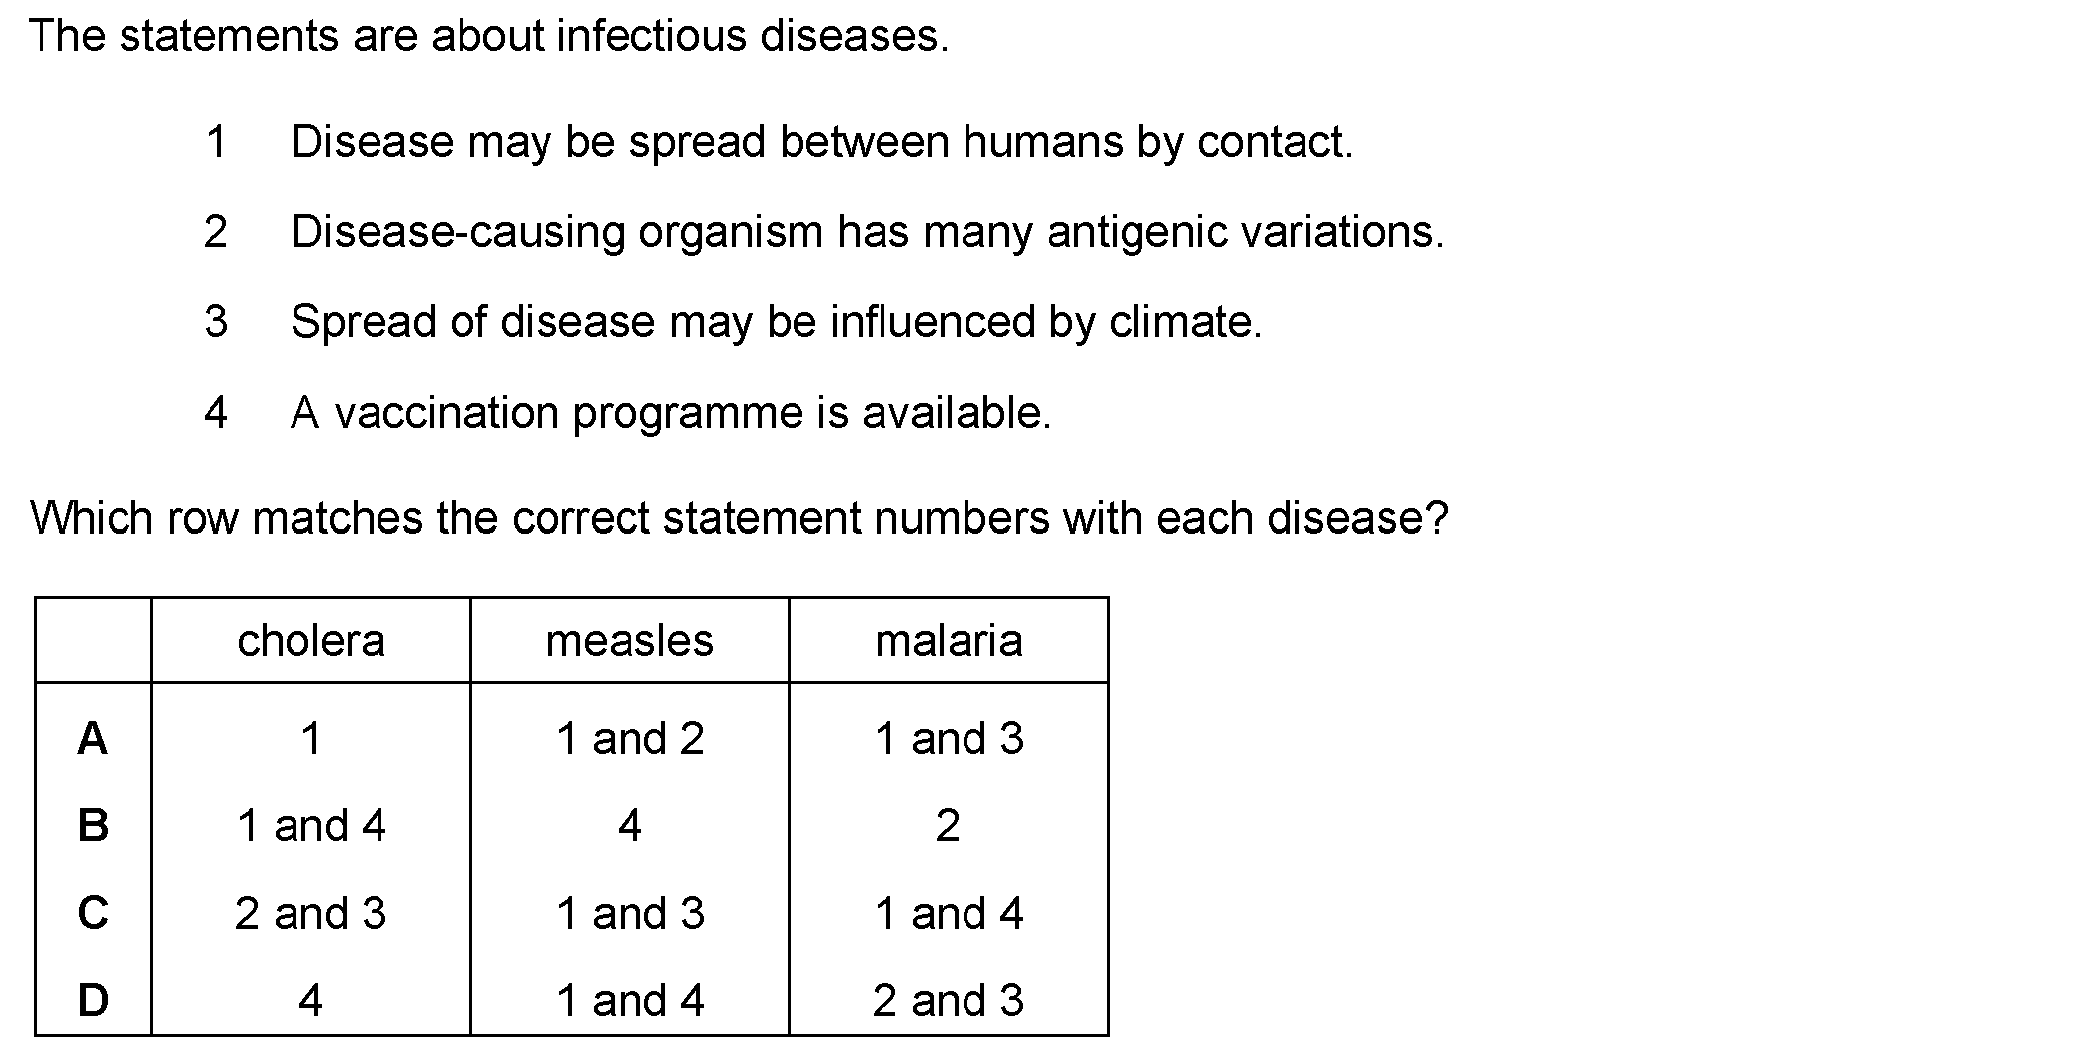 The statements are about infectious diseases.
1 Disease may be spread between humans by contact.
2 Disease-causing organism has many antigenic variations.
3 Spread of disease may be influenced by climate.
4 A vaccination programme is available.
Which row matches the correct statement numbers with each disease?
cholera measles malaria
A 1 1 and 2 1 and 3
B 1 and 4 4 2
C 2 and 3 1 and 3 1 and 4
D 4 1 and 4 2 and 3